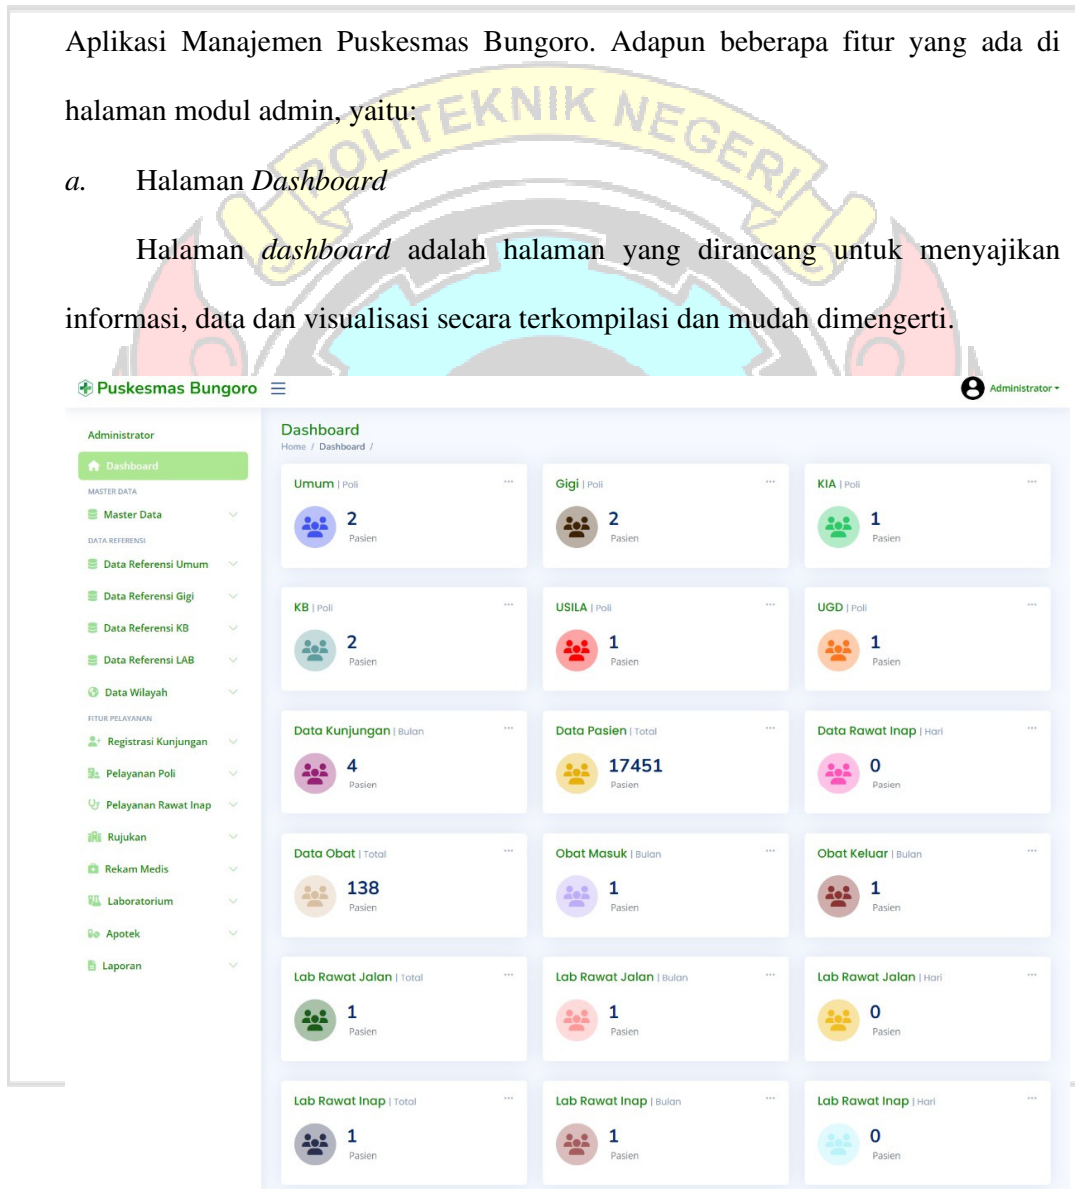 Aplikasi Manajemen Puskesmas Bungoro. Adapun beberapa fitur yang ada di
halaman modul admin, yaitu:
POLITEKNIK NEGERI
a. Halaman Dashboard
Halaman dashboard adalah halaman yang dirancang untuk menyajikan
informasi, data dan visualisasi secara terkompilasi dan mudah dimengerti.
Puskesmas Bungoro
Administrator
Administrator
Dashboard
MASTER DATA
Master Data
DATA REFERENSI
Data Referensi Umum
Data Referensi Gigi
Data Referensi KB
Data Referensi LAB
Data Wilayah
FITUR PELAYANAN
Registrasi Kunjungan
Pelayanan Poli
Pelayanan Rawat Inap
Rujukan
Rekam Medis
Laboratorium
Apotek
Laporan
Dashboard
Home / Dashboard /
Umum | Poli
2
Pasien
Gigi | Poli
2
Pasien
KIA | Poli
1
Pasien
KB | Poli
2
Pasien
USILA | Poli
1
Pasien
UGD | Poli
1
Pasien
Data Kunjungan | Bulan
4
Pasien
Data Pasien | Total
17451
Pasien
Data Rawat Inap | Hari
0
Pasien
Data Obat | Total
138
Pasien
Obat Masuk | Bulan
1
Pasien
Obat Keluar | Bulan
1
Pasien
Lab Rawat Jalan | Total
1
Pasien
Lab Rawat Jalan | Bulan
1
Pasien
Lab Rawat Jalan | Hari
0
Pasien
Lab Rawat Inap | Total
1
Pasien
Lab Rawat Inap | Bulan
1
Pasien
Lab Rawat Inap | Hari
0
Pasien